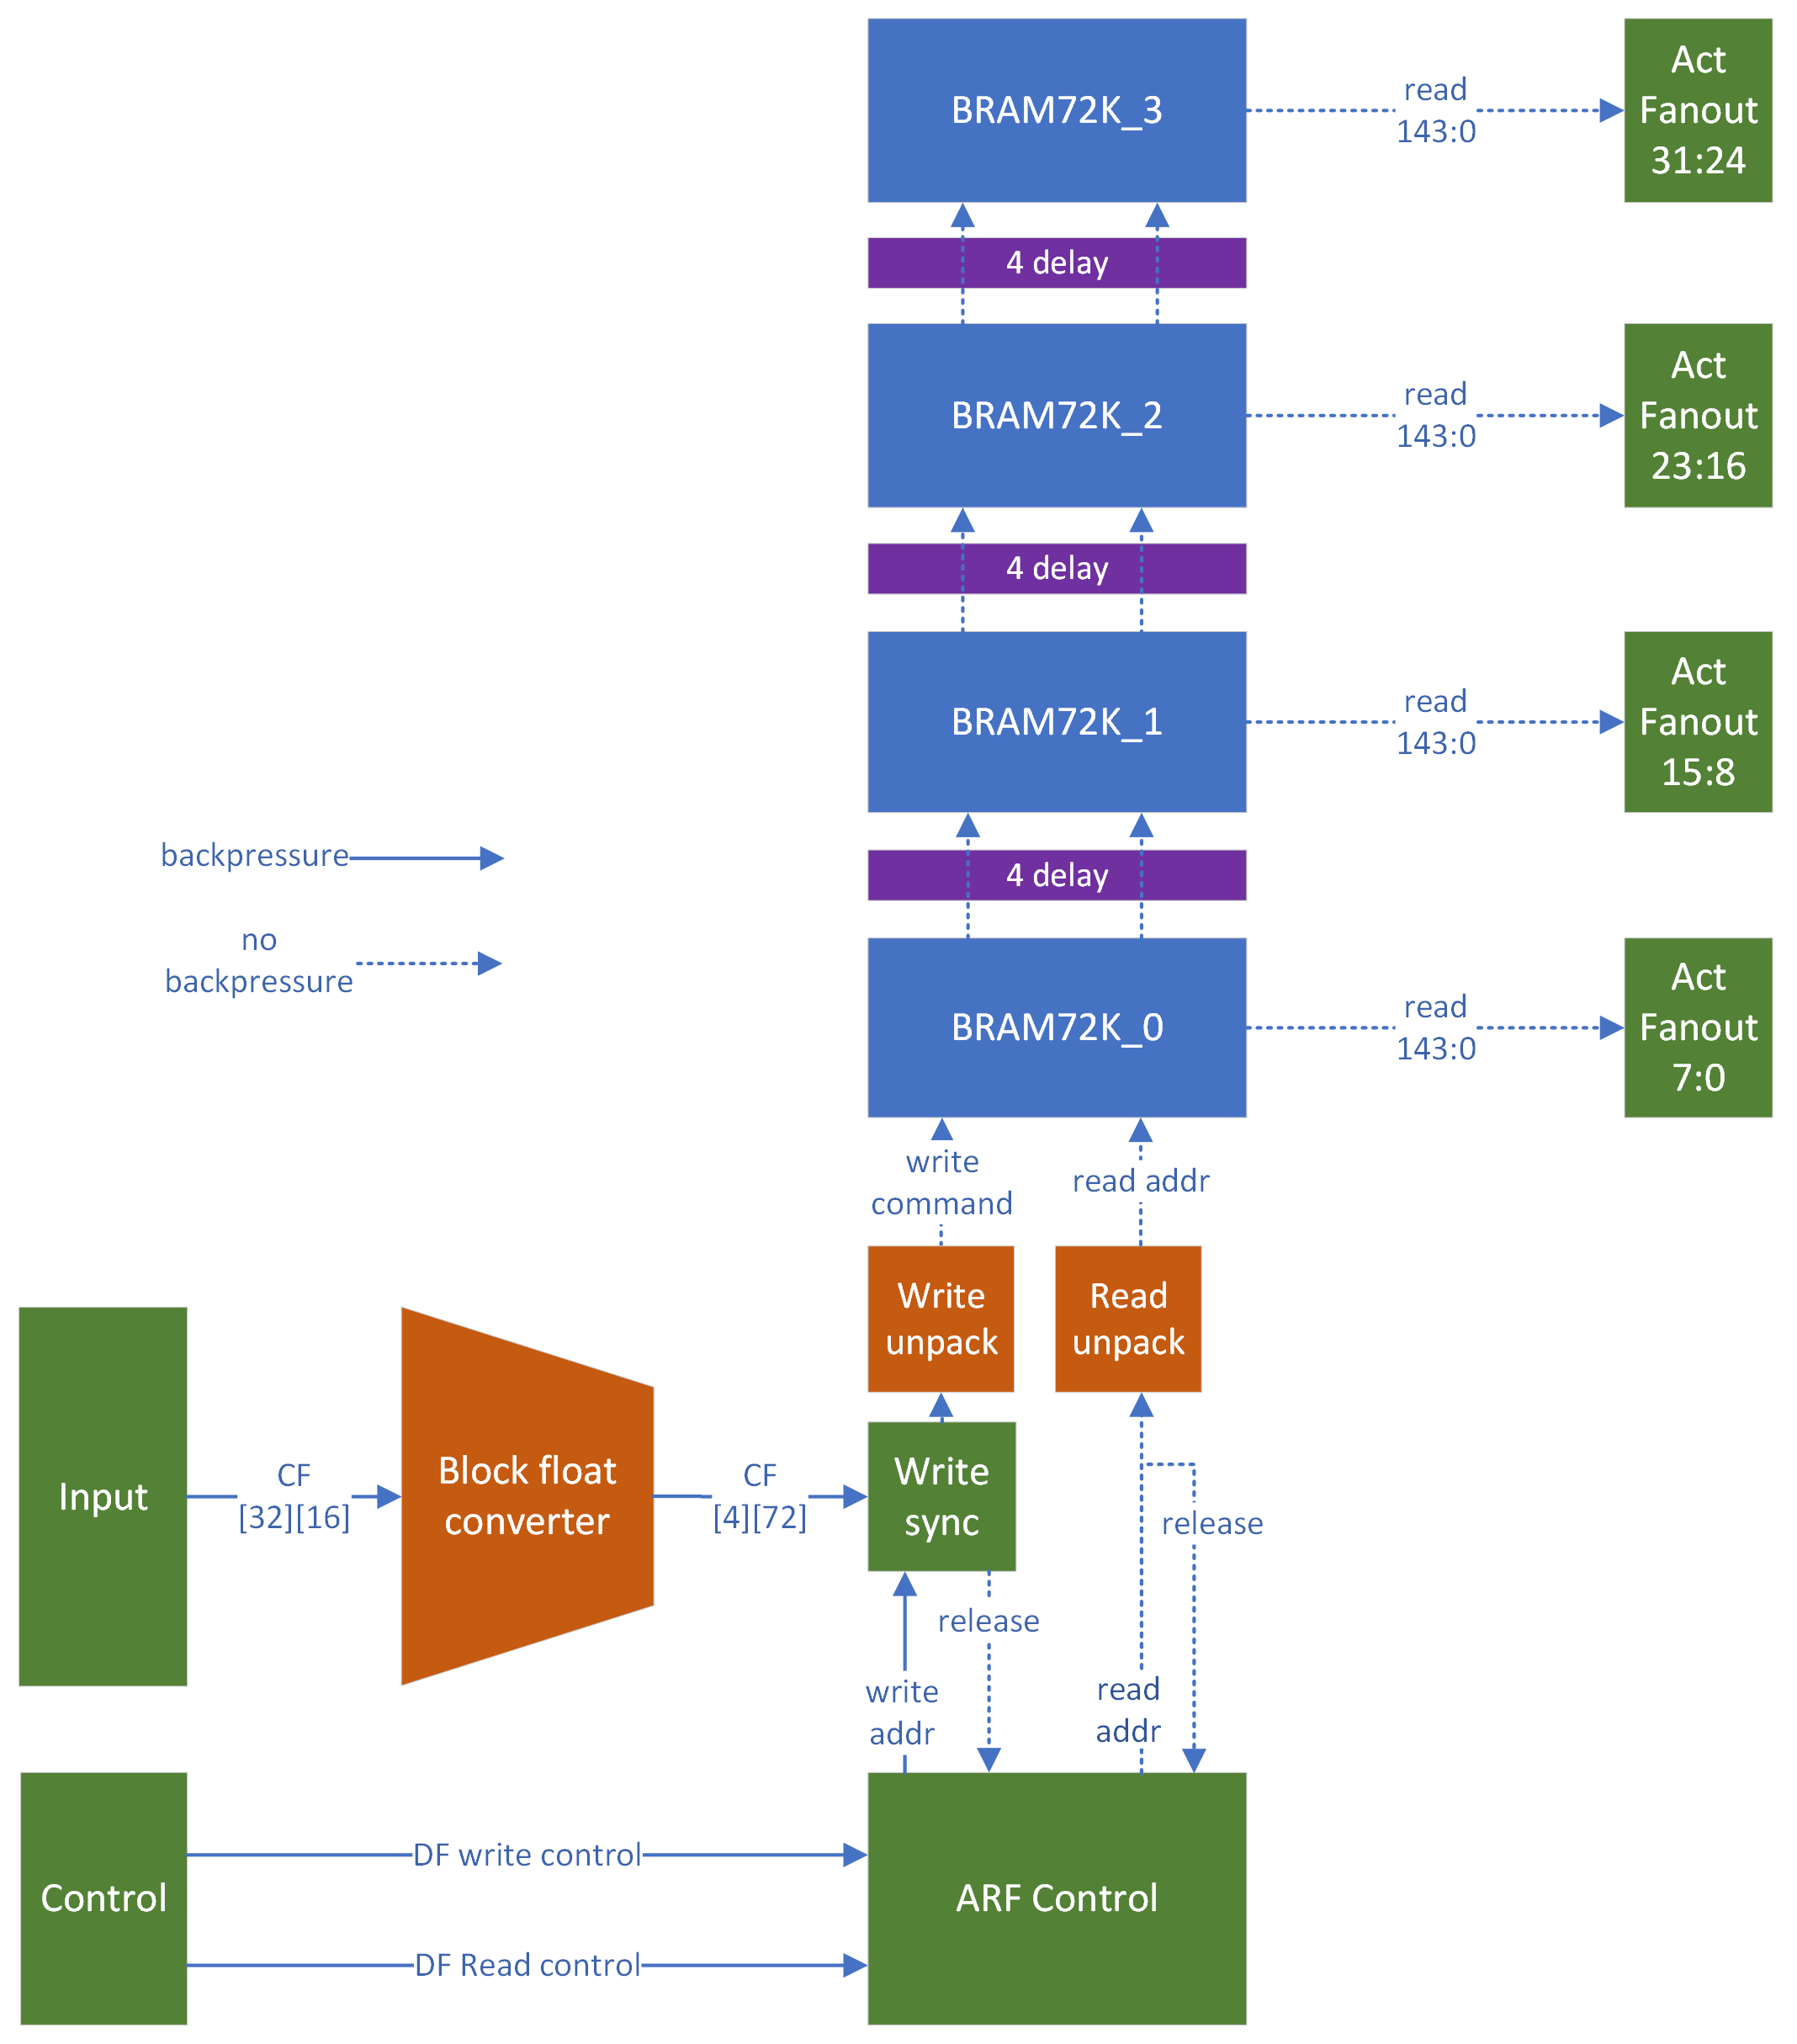 BRAM72K_3
read
143:0
Act
Fanout
31:24
4 delay
BRAM72K_2
read
143:0
Act
Fanout
23:16
4 delay
BRAM72K_1
read
143:0
Act
Fanout
15:8
backpressure
4 delay
no
backpressure
BRAM72K_0
read
143:0
Act
Fanout
7:0
write
command
read addr
Write
unpack
Read
unpack
Input
CF
[32][16]
Block float
converter
CF
[4][72]
Write
sync
release
release
write
addr
read
addr
Control
DF write control
DF Read control
ARF Control